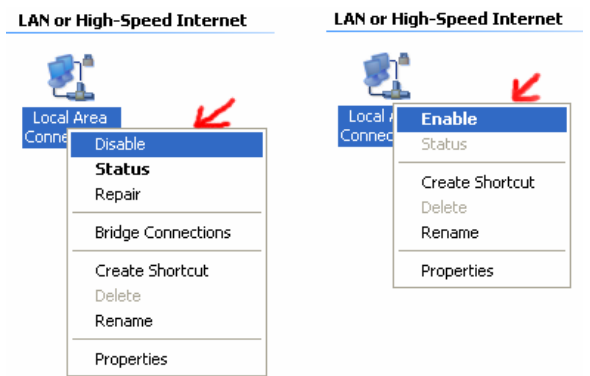 LAN or High-Speed Internet
Local Area
Conne
Disable
Status
Repair
Bridge Connections
Create Shortcut
Delete
Rename
Properties
LAN or High-Speed Internet
Local
Connec
Enable
Status
Create Shortcut
Delete
Rename
Properties